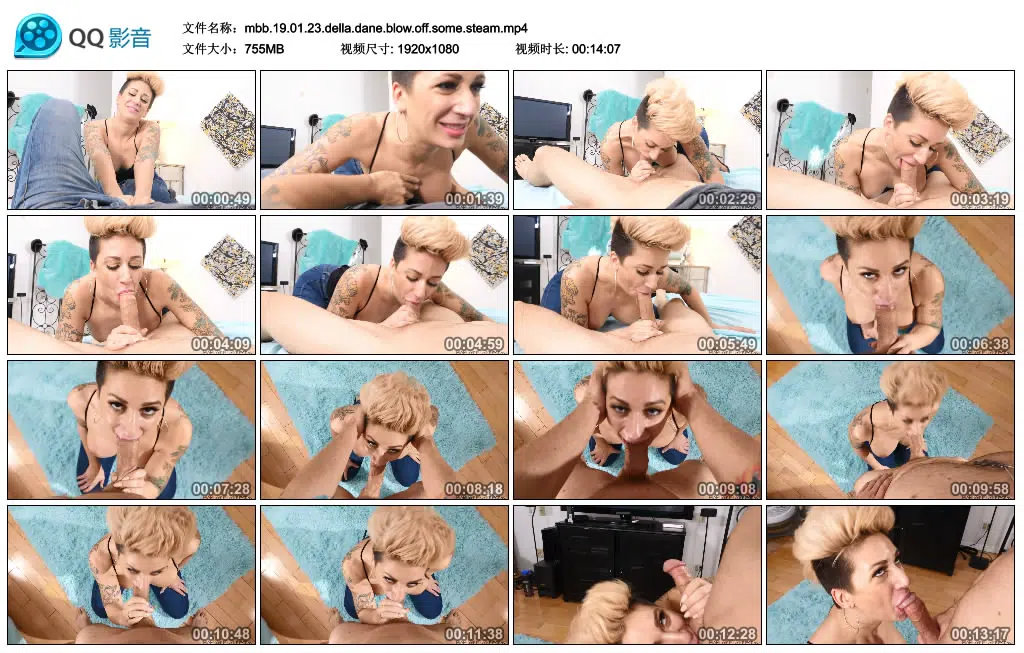 QQ影音
文件名称: mbb.19.01.23.della.dane.blow.off.some.steam.mp4
文件大小: 755MB 视频尺寸: 1920x1080 视频时长: 00:14:07
00:00:49 00:01:39 00:02:29 00:03:19
00:04:09 00:04:59 00:05:49 00:06:38
00:07:28 00:08:18 00:09:08 00:09:58
00:10:48 00:11:38 00:12:28 00:13:17